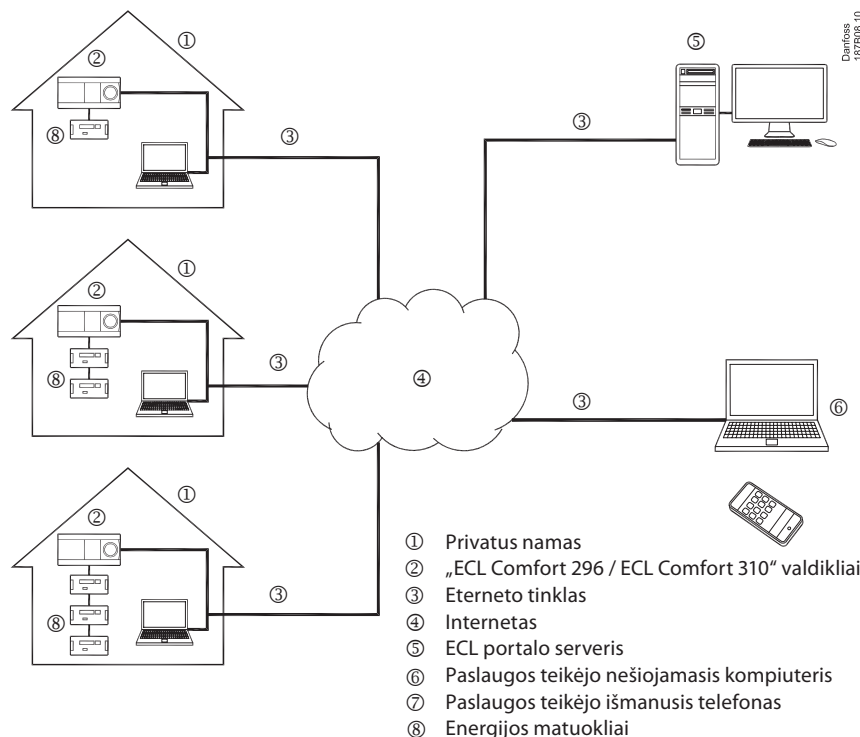 ①
②
⑧
③
①
②
⑧
③
①
②
⑧
③
④
⑤
③
Danfoss
187B08.10
③
⑥
① Privatus namas
② „ECL Comfort 296 / ECL Comfort 310“ valdikliai
③ Eterneto tinklas
④ Internetas
⑤ ECL portalo serveris
⑥ Paslaugos teikėjo nešiojamasis kompiuteris
⑦ Paslaugos teikėjo išmanusis telefonas
⑧ Energijos matuokliai